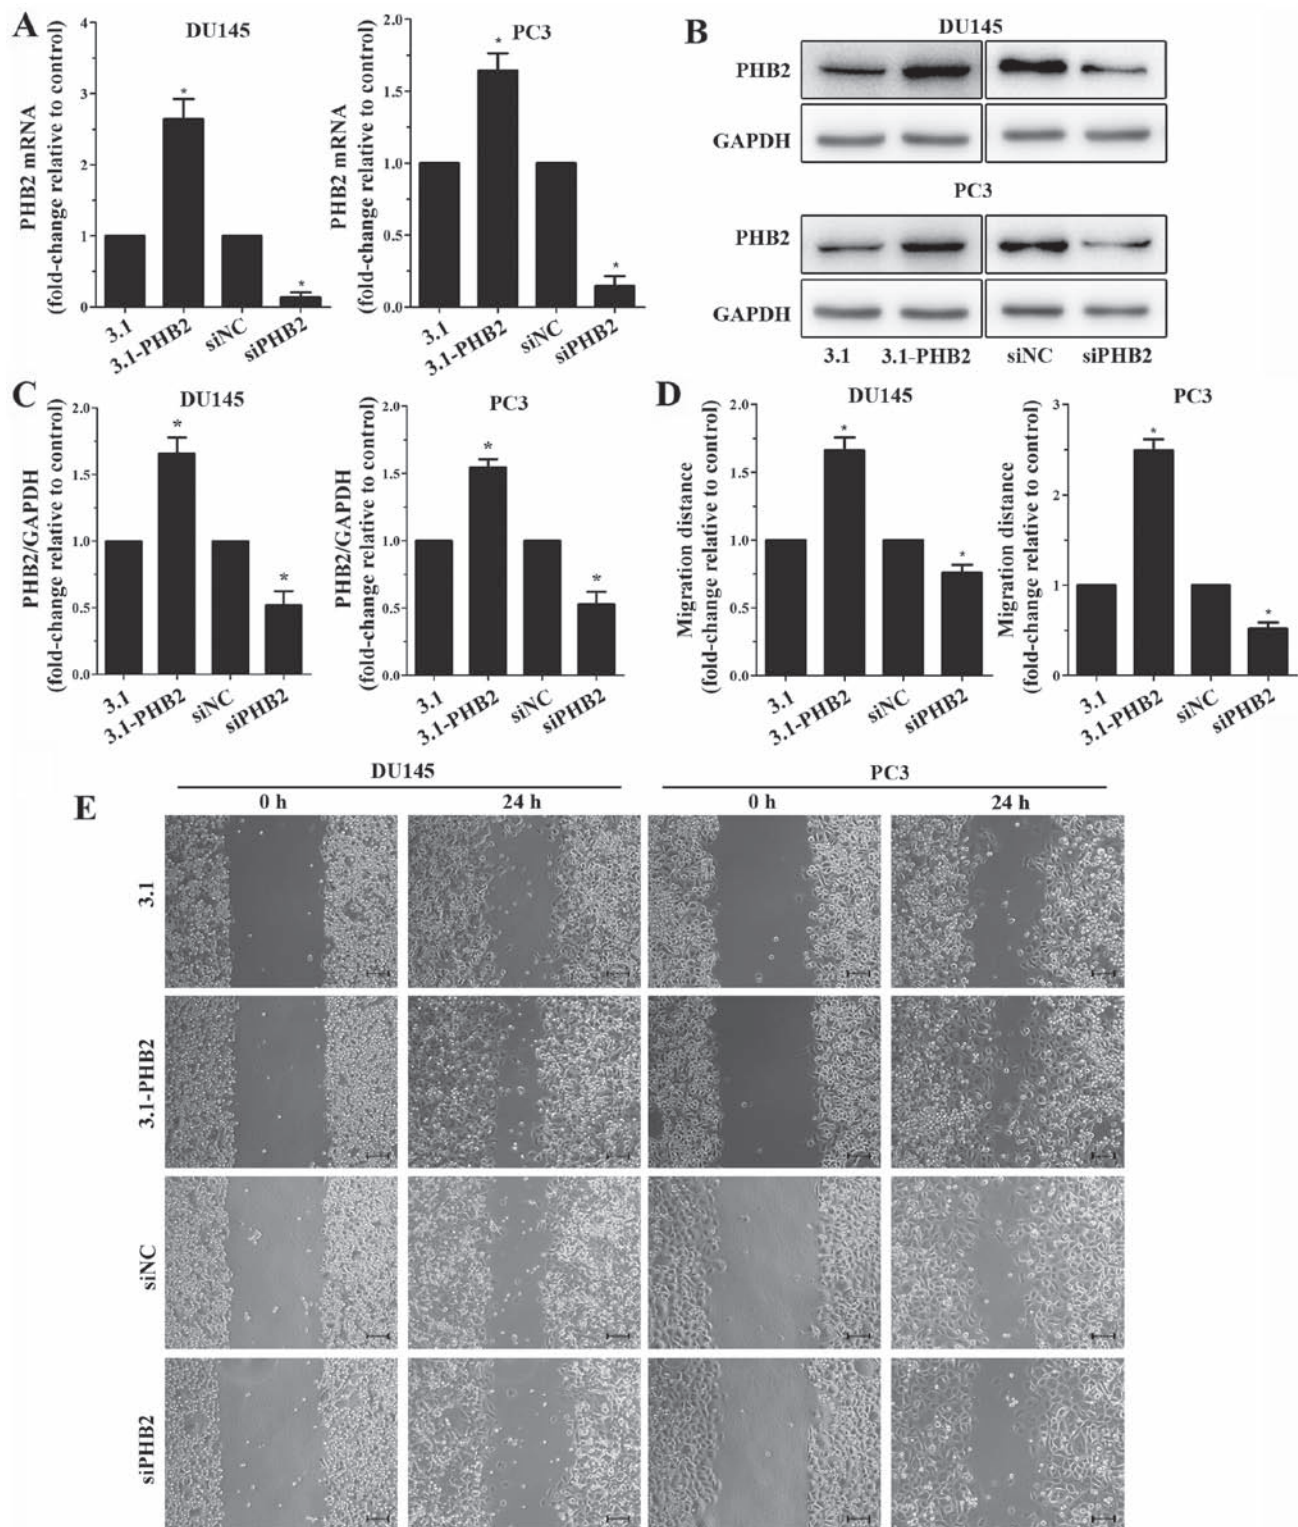 A
DU145
PHB2 mRNA
(fold-change relative to control)
4
3
2
1
0
3.1
3.1-PHB2
siNC
siPHB2
*
*
PC3
PHB2 mRNA
(fold-change relative to control)
2.0
1.5
1.0
0.5
0.0
3.1
3.1-PHB2
siNC
siPHB2
*
*
B
DU145
PHB2
GAPDH
PC3
PHB2
GAPDH
3.1 3.1-PHB2 siNC siPHB2
C
DU145
PHB2/GAPDH
(fold-change relative to control)
2.0
1.5
1.0
0.5
0.0
3.1
3.1-PHB2
siNC
siPHB2
*
*
PC3
PHB2/GAPDH
(fold-change relative to control)
2.0
1.5
1.0
0.5
0.0
3.1
3.1-PHB2
siNC
siPHB2
*
*
D
DU145
Migration distance
(fold-change relative to control)
2.0
1.5
1.0
0.5
0.0
3.1
3.1-PHB2
siNC
siPHB2
*
*
PC3
Migration distance
(fold-change relative to control)
3
2
1
0
3.1
3.1-PHB2
siNC
siPHB2
*
*
E
DU145 PC3
0 h 24 h 0 h 24 h
3.1
3.1-PHB2
siNC
siPHB2